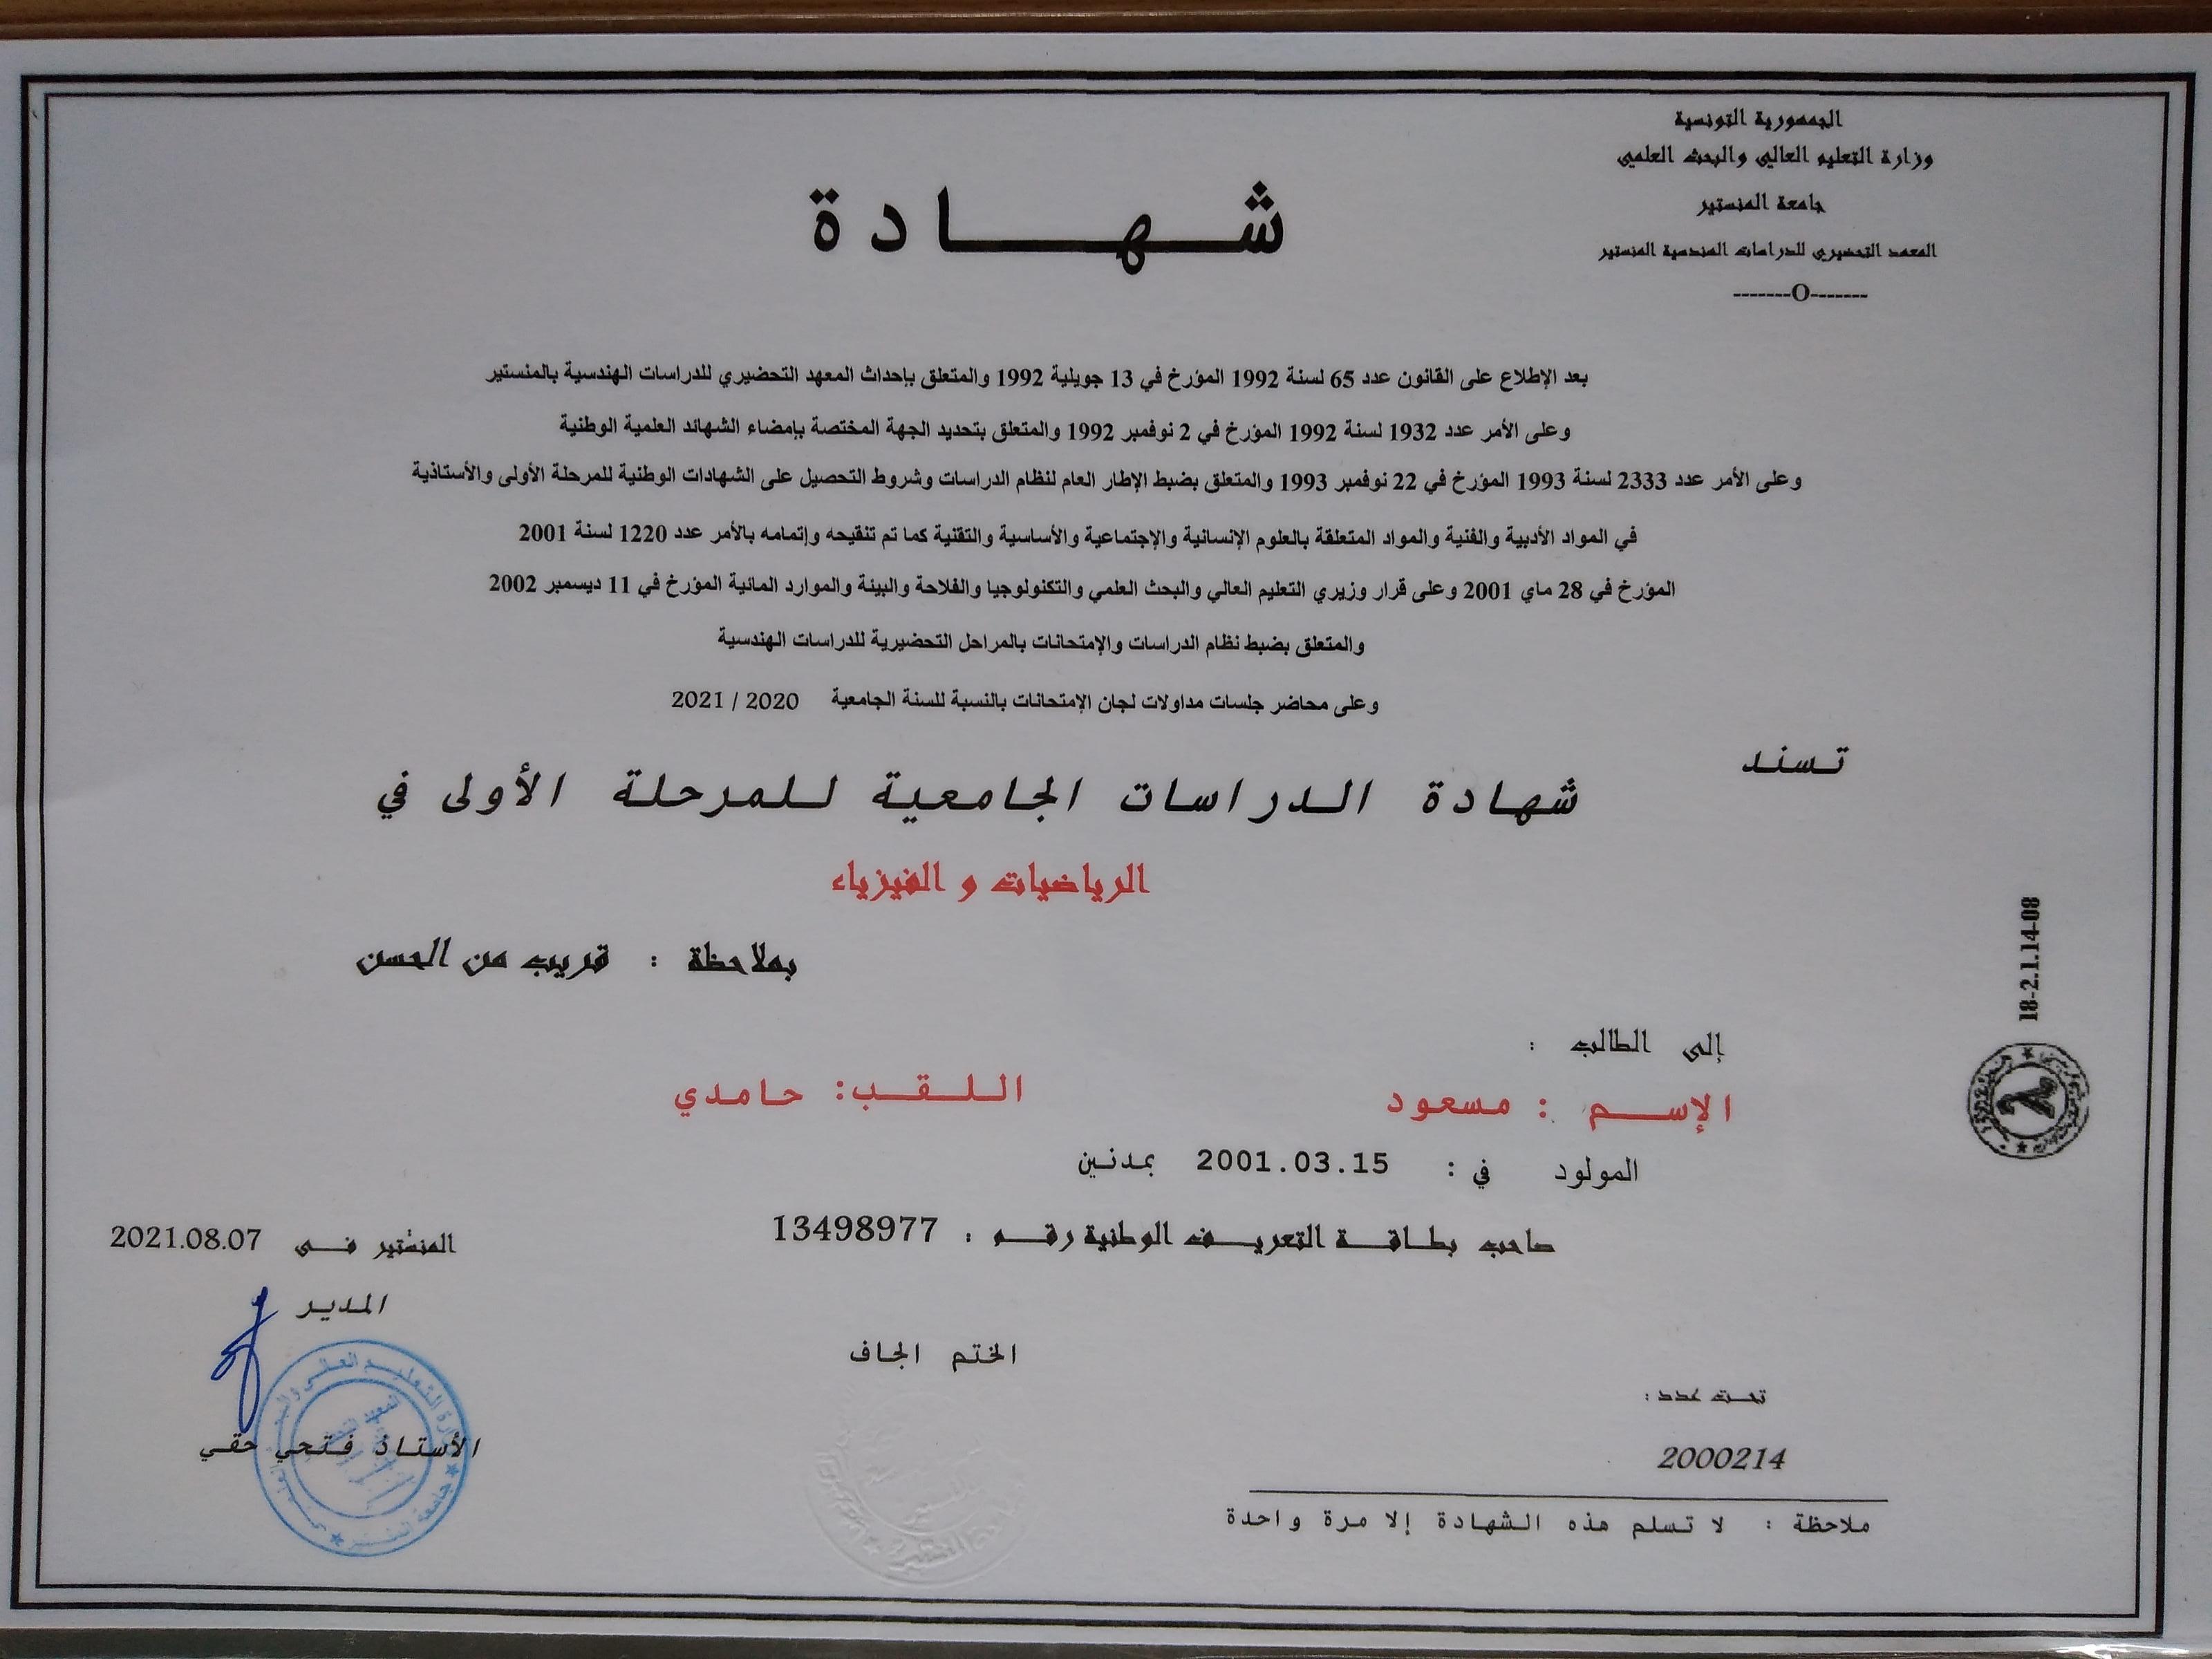 الجمهورية التونسية
وزارة التعليم العالي والبحث العلمي
جامعة المنستير
المعهد التحضيري للدراسات الهندسية المنستير
-------O-------
شهادة
بعد الإطلاع على القانون عدد 65 لسنة 1992 المؤرخ في 13 جويلية 1992 والمتعلق بإحداث المعهد التحضيري للدراسات الهندسية بالمنستير
وعلى الأمر عدد 1932 لسنة 1992 المؤرخ في 2 نوفمبر 1992 والمتعلق بتحديد الجهة المختصة بإمضاء الشهائد العلمية الوطنية
وعلى الأمر عدد 2333 لسنة 1993 المؤرخ في 22 نوفمبر 1993 والمتعلق بضبط الإطار العام لنظام الدراسات وشروط التحصيل على الشهادات الوطنية للمرحلة الأولى والأستاذية
في المواد الأدبية والفنية والمواد المتعلقة بالعلوم الإنسانية والإجتماعية والأساسية والتقنية كما تم تنقيحه وإتمامه بالأمر عدد 1220 لسنة 2001
المؤرخ في 28 ماي 2001 وعلى قرار وزيري التعليم العالي والبحث العلمي والتكنولوجيا والفلاحة والبيئة والموارد المائية المؤرخ في 11 ديسمبر 2002
والمتعلق بضبط نظام الدراسات والإمتحانات بالمراحل التحضيرية للدراسات الهندسية
وعلى محاضر جلسات مداولات لجان الإمتحانات بالنسبة للسنة الجامعية 2020 / 2021
تسند
شهادة الدراسات الجامعية للمرحلة الأولى في
الرياضيات و الفيزياء
بملاحظة : قريب من الحسن
18-2.1.14-08
إلى الطالب :
الإسم : مسعود اللقب: حامدي
المولود في : 2001.03.15 بمدنين
صاحب بطاقة التعريف الوطنية رقم : 13498977
المنستير في 2021.08.07
المدير
الأستاذ فتحي حقي
الختم الجاف
تحت عدد :
2000214
ملاحظة : لا تسلم هذه الشهادة إلا مرة واحدة